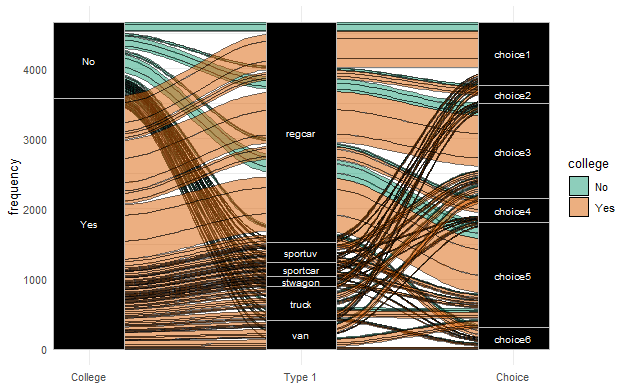 4000
3000
2000
1000
0
frequency
No
Yes
regcar
sportuv
sportcar
stwagon
truck
van
choice1
choice2
choice3
choice4
choice5
choice6
College
Type 1
Choice
college
No
Yes